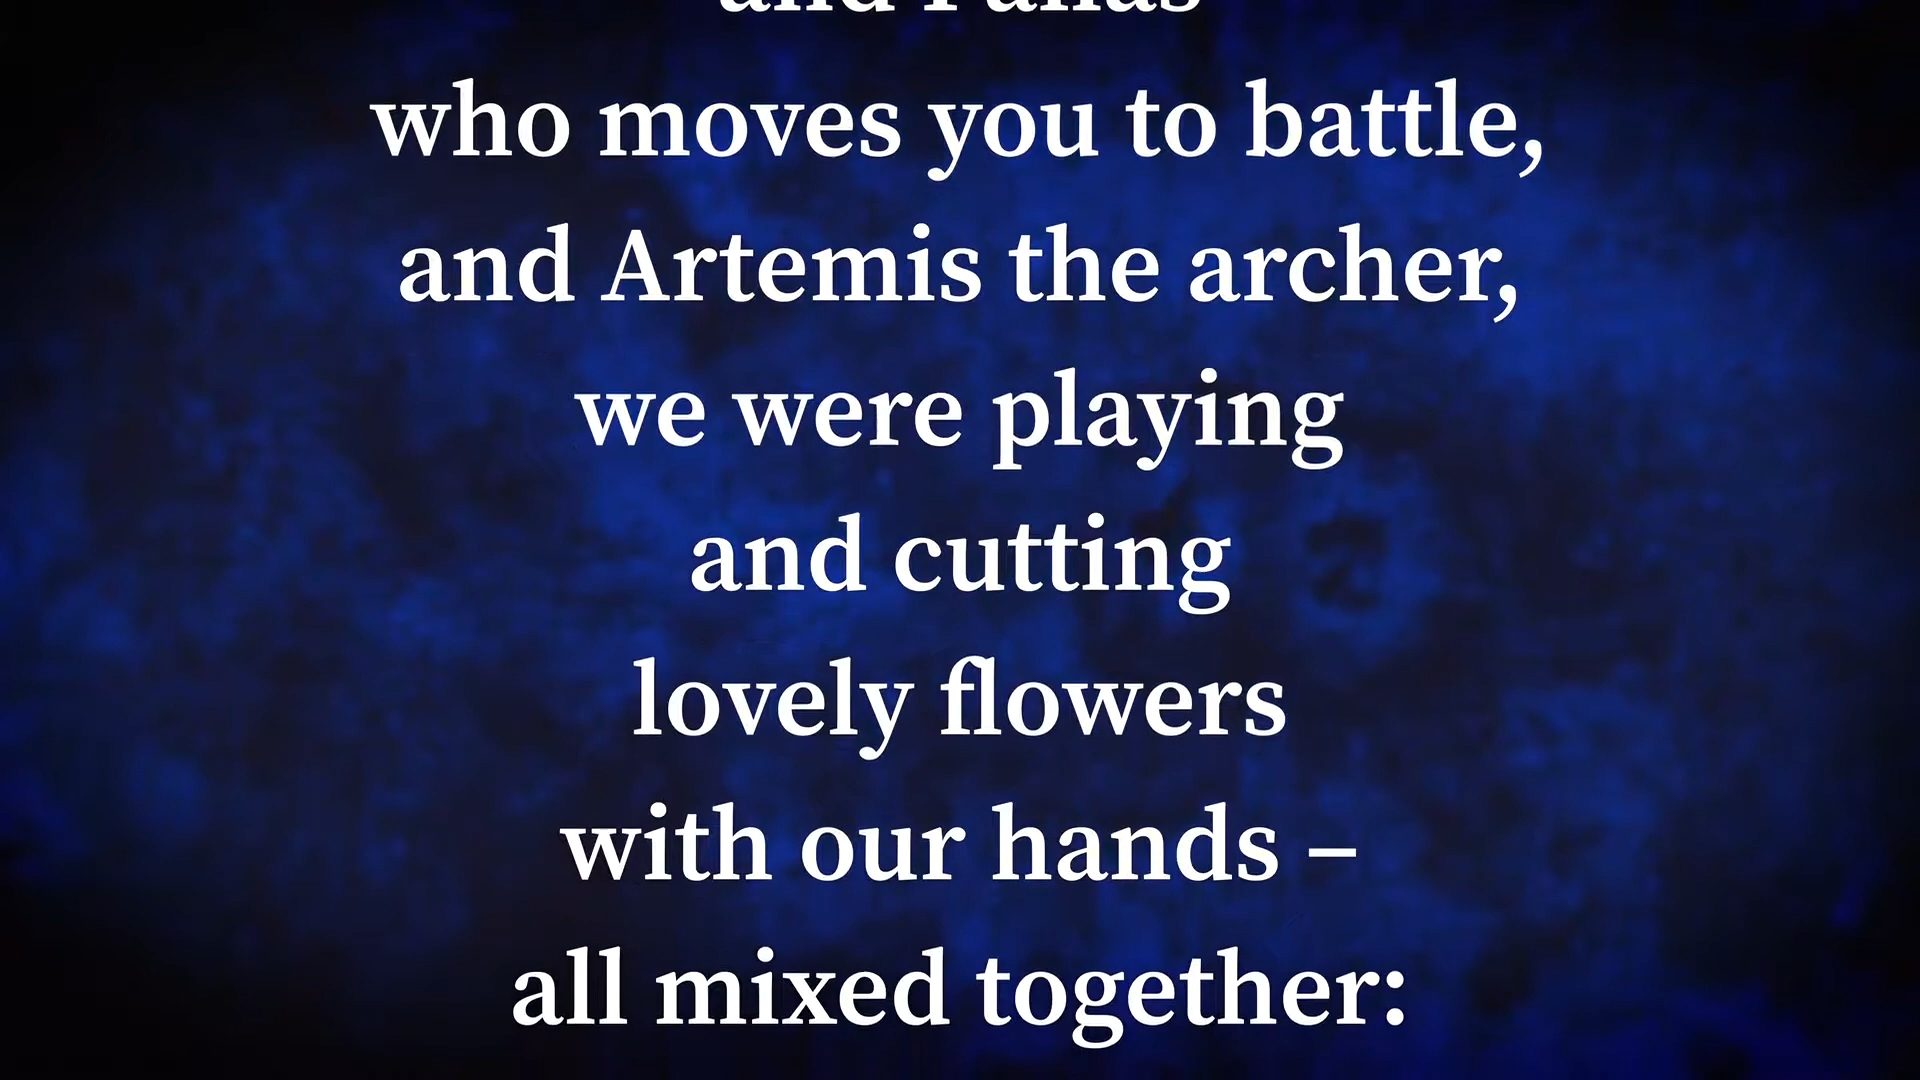 and Pallas
who moves you to battle,
and Artemis the archer,
we were playing
and cutting
lovely flowers
with our hands –
all mixed together: